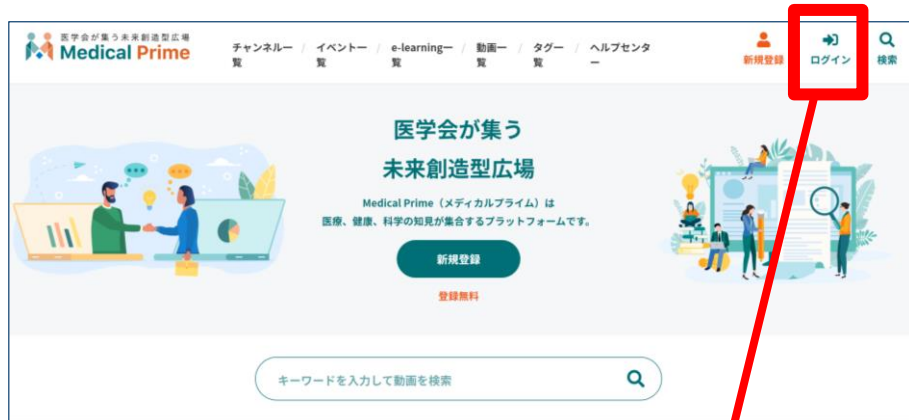 医学会が集う未来創造型広場
Medical Prime
チャンネル一覧 / イベント一覧 / e-learning一覧 / 動画一覧 / タグ一覧 / ヘルプセンター
新規登録
ログイン
検索
医学会が集う
未来創造型広場
Medical Prime（メディカルプライム）は
医療、健康、科学の知見が集合するプラットフォームです。
新規登録
登録無料
キーワードを入力して動画を検索